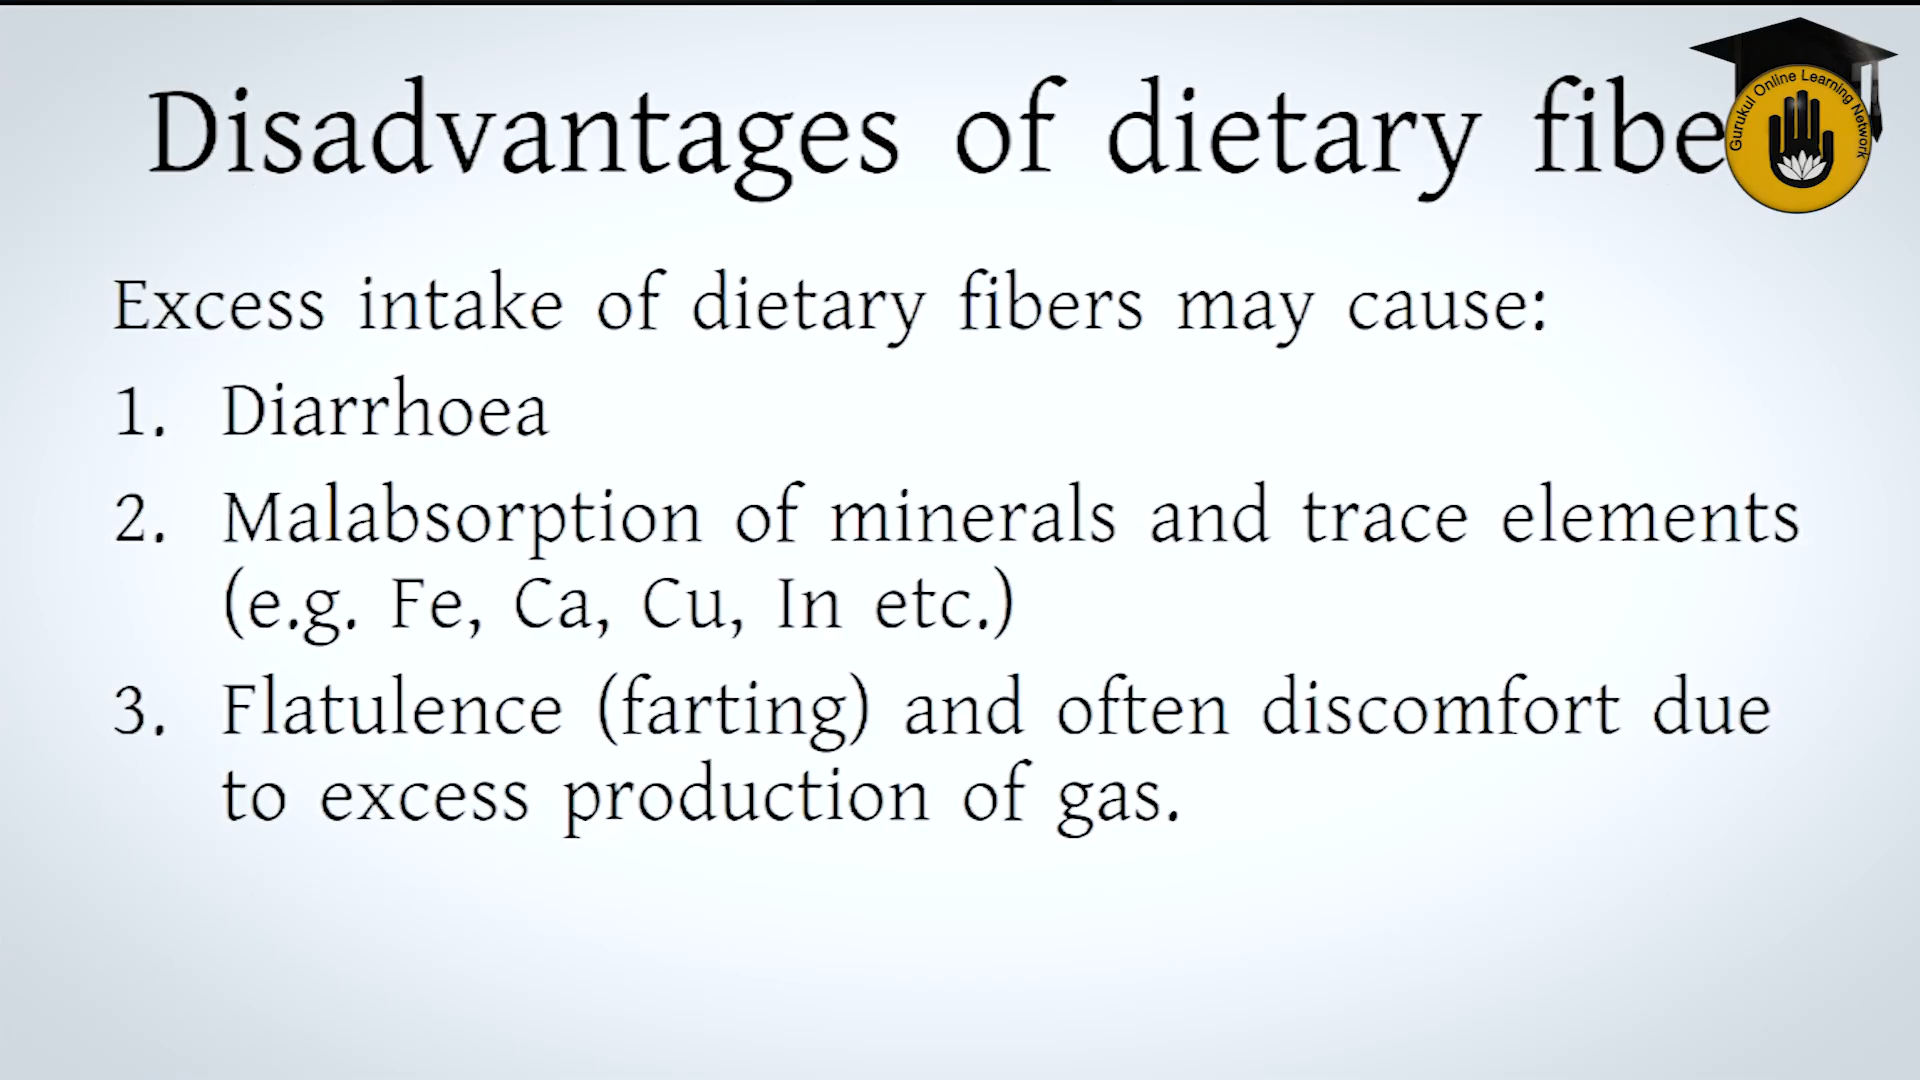 Disadvantages of dietary fibe
Gurukul Online Learning Network
Excess intake of dietary fibers may cause:
1. Diarrhoea
2. Malabsorption of minerals and trace elements
(e.g. Fe, Ca, Cu, In etc.)
3. Flatulence (farting) and often discomfort due
to excess production of gas.